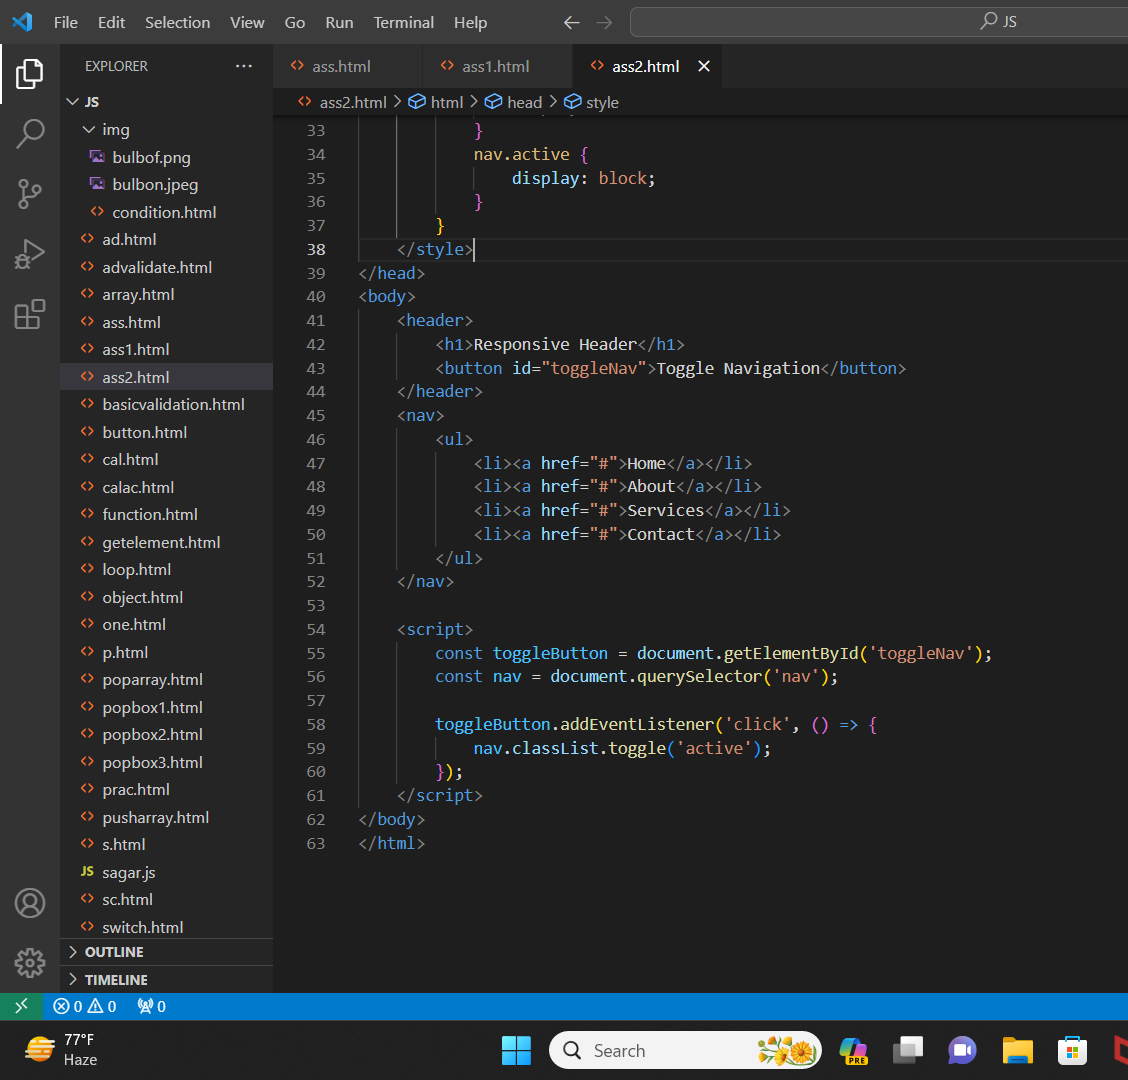 File Edit Selection View Go Run Terminal Help
JS
EXPLORER
JS
img
bulbof.png
bulbon.jpeg
condition.html
ad.html
advalidate.html
array.html
ass.html
ass1.html
ass2.html
basicvalidation.html
button.html
cal.html
calac.html
function.html
getelement.html
loop.html
object.html
one.html
p.html
poparray.html
popbox1.html
popbox2.html
popbox3.html
prac.html
pusharray.html
s.html
JS sagar.js
sc.html
switch.html
OUTLINE
TIMELINE
ass.html ass1.html ass2.html
ass2.html > html > head > style
33 }
34 nav.active {
35 display: block;
36 }
37 }
38 </style>
39 </head>
40 <body>
41 <header>
42 <h1>Responsive Header</h1>
43 <button id="toggleNav">Toggle Navigation</button>
44 </header>
45 <nav>
46 <ul>
47 <li><a href="#">Home</a></li>
48 <li><a href="#">About</a></li>
49 <li><a href="#">Services</a></li>
50 <li><a href="#">Contact</a></li>
51 </ul>
52 </nav>
53
54 <script>
55 const toggleButton = document.getElementById('toggleNav');
56 const nav = document.querySelector('nav');
57
58 toggleButton.addEventListener('click', () => {
59 nav.classList.toggle('active');
60 });
61 </script>
62 </body>
63 </html>
0 0 0
77°F
Haze
Search
PRE